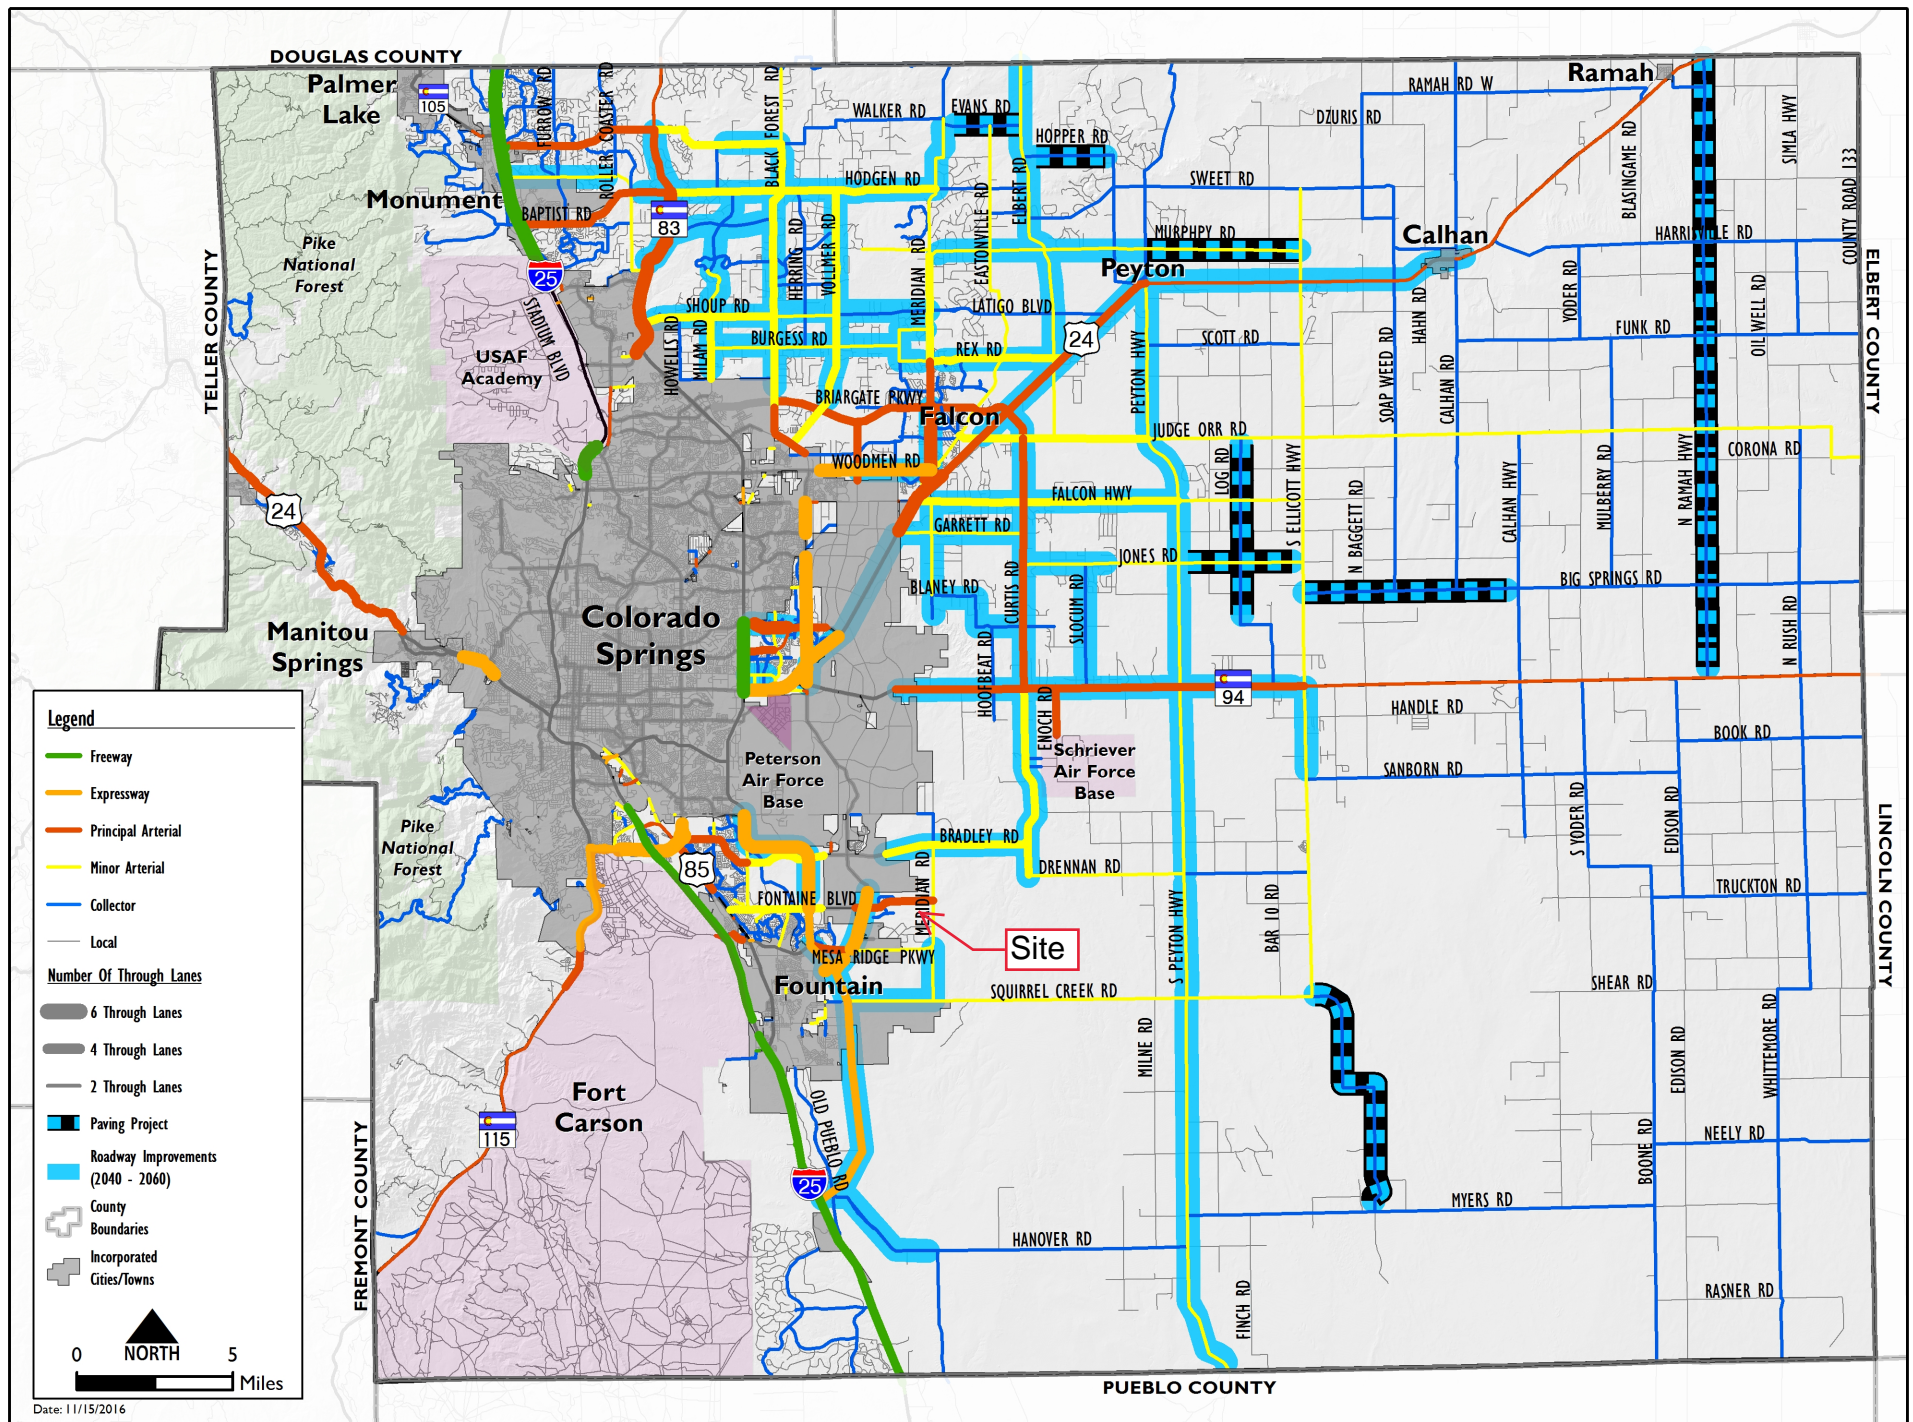 DOUGLAS COUNTY
Palmer
Lake
105
FURROW RD
ROLLER COASTER RD
BLACK FOREST RD
WALKER RD
EVANS RD
HOPPER RD
RAMAH RD W
Ramah
DZURIS RD
BLASINGAME RD
SIMLA HWY
COUNTY ROAD 133
Monument
BAPTIST RD
83
HODGEN RD
EASTONVILLE RD
ELBERT RD
SWEET RD
Pike
National
Forest
TELLER COUNTY
25
STADIUM BLVD
USAF
Academy
HERRING RD
VOLLMER RD
MERIDIAN RD
MURPHPY RD
Peyton
Calhan
HARRISVILLE RD
ELBERT COUNTY
SHOUP RD
LATIGO BLVD
HOWELLS RD
MILAM RD
BURGESS RD
REX RD
24
PEYTON HWY
SCOTT RD
SOAP WEED RD
HAHN RD
CALHAN RD
YODER RD
FUNK RD
OIL WELL RD
BRIARGATE PKWY
Falcon
JUDGE ORR RD
WOODMEN RD
LOG RD
S ELLICOTT HWY
N BAGGETT RD
CALHAN HWY
MULBERRY RD
N RAMAH HWY
CORONA RD
24
FALCON HWY
GARRETT RD
JONES RD
BLANEY RD
CURTIS RD
SLOCUM RD
BIG SPRINGS RD
Colorado
Springs
Manitou
Springs
HOOFBEAT RD
N RUSH RD
94
ENOCH RD
HANDLE RD
BOOK RD
Peterson
Air Force
Base
Schriever
Air Force
Base
SANBORN RD
S YODER RD
EDISON RD
LINCOLN COUNTY
Pike
National
Forest
BRADLEY RD
DRENNAN RD
85
FONTAINE BLVD
MERIDIAN RD
TRUCKTON RD
Site
S PEYTON HWY
BAR 10 RD
MESA RIDGE PKWY
Fountain
SQUIRREL CREEK RD
SHEAR RD
MILNE RD
EDISON RD
WHITTEMORE RD
Fort
Carson
115
OLD PUEBLO RD
25
BOONE RD
NEELY RD
MYERS RD
FREMONT COUNTY
HANOVER RD
FINCH RD
RASNER RD
PUEBLO COUNTY
Legend
Freeway
Expressway
Principal Arterial
Minor Arterial
Collector
Local
Number Of Through Lanes
6 Through Lanes
4 Through Lanes
2 Through Lanes
Paving Project
Roadway Improvements
(2040 - 2060)
County
Boundaries
Incorporated
Cities/Towns
NORTH
0 5
Miles
Date: 11/15/2016